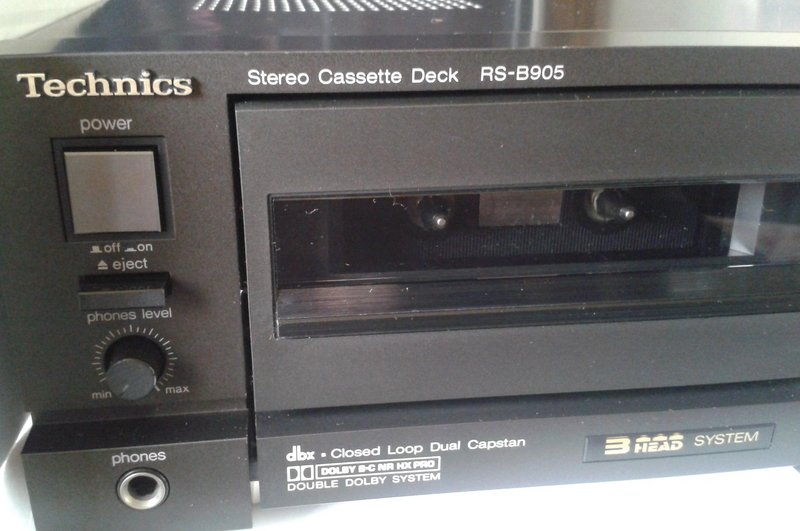 Technics
Stereo Cassette Deck RS-B905
power
off on
eject
phones level
min max
phones
dbx • Closed Loop Dual Capstan
DOLBY B-C NR HX PRO
DOUBLE DOLBY SYSTEM
3 HEAD SYSTEM